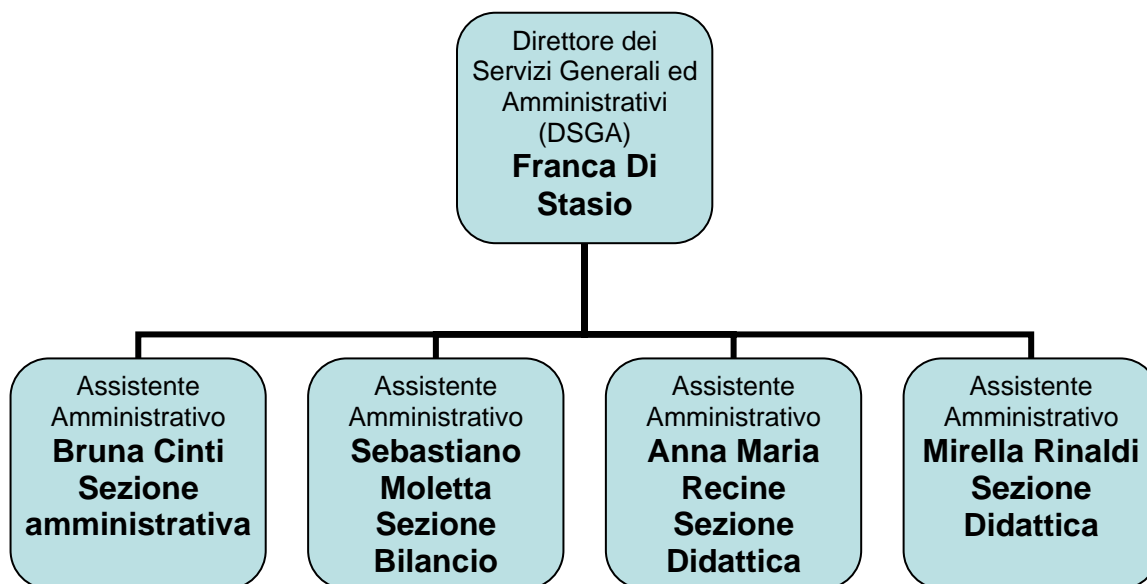 Direttore dei
Servizi Generali ed
Amministrativi
(DSGA)
Franca Di
Stasio
Assistente
Amministrativo
Bruna Cinti
Sezione
amministrativa
Assistente
Amministrativo
Sebastiano
Moletta
Sezione
Bilancio
Assistente
Amministrativo
Anna Maria
Recine
Sezione
Didattica
Assistente
Amministrativo
Mirella Rinaldi
Sezione
Didattica